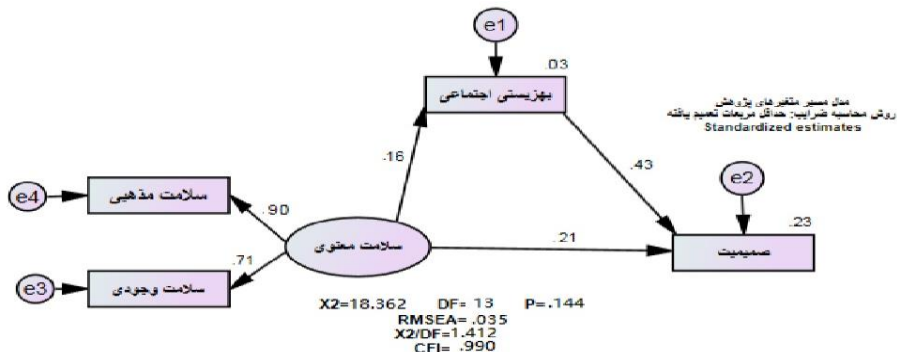 e1
.03
بهزیستی اجتماعی
مدل مسیر متغیرهای پژوهش
روش محاسبه ضرایب: حداقل مربعات تعمیم یافته
Standardized estimates
.16
.43
e2
e4
سلامت مذهبی
.90
.23
سلامت معنوی
.21
صمیمیت
.71
e3
سلامت وجودی
X2=18.362 DF= 13 P=.144
RMSEA= .035
X2/DF=1.412
CFI= .990